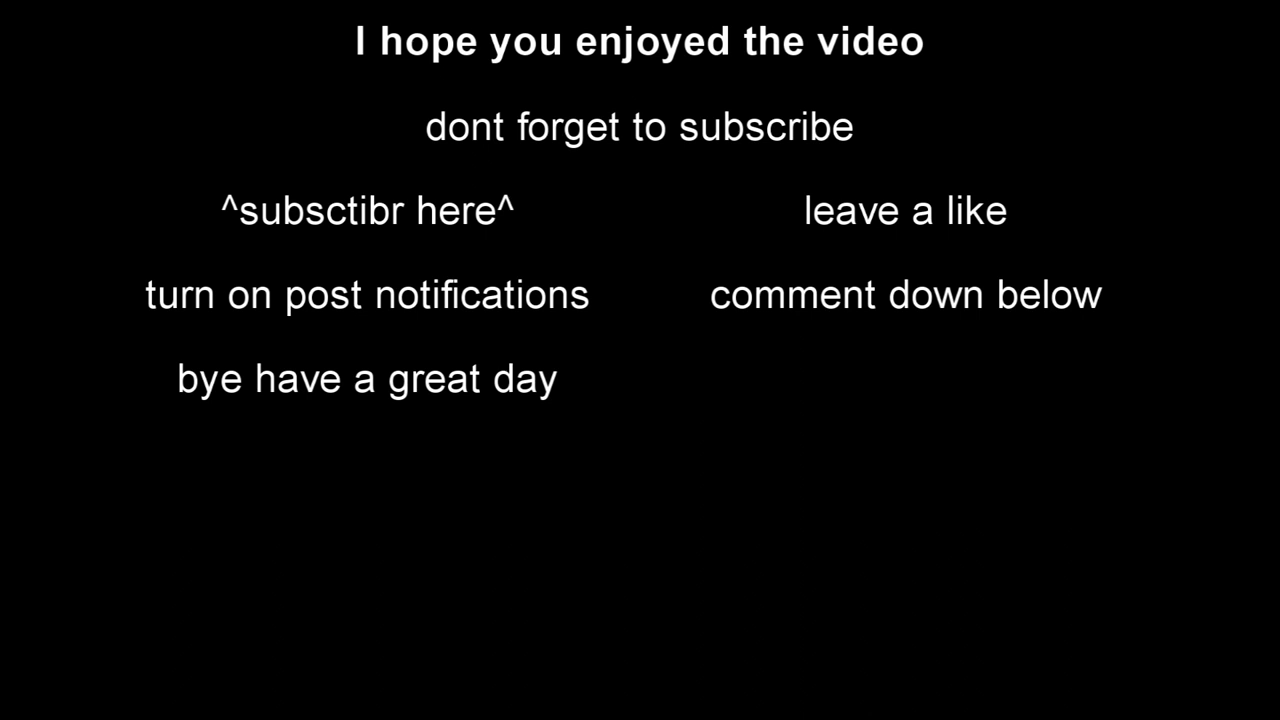 I hope you enjoyed the video
dont forget to subscribe
^subsctibr here^
leave a like
turn on post notifications
comment down below
bye have a great day